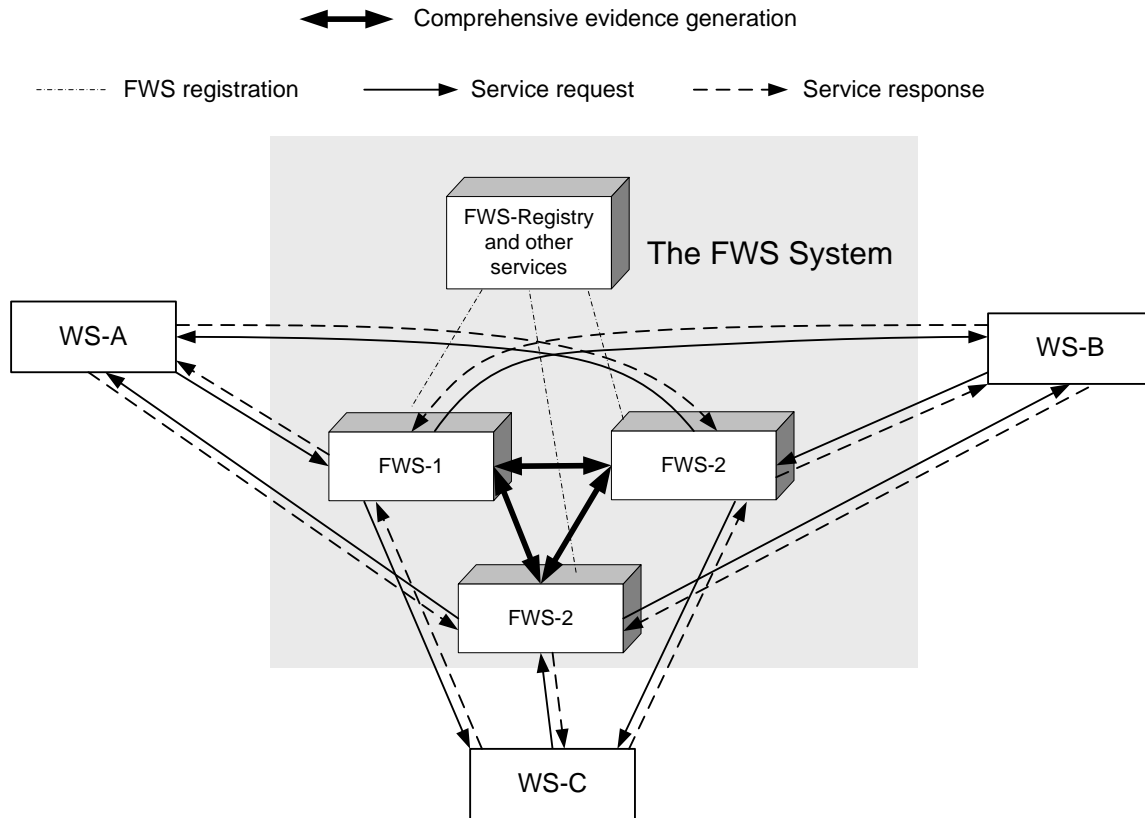 Comprehensive evidence generation
FWS registration
Service request
Service response
FWS-Registry
and other
services
The FWS System
WS-A
WS-B
FWS-1
FWS-2
FWS-2
WS-C